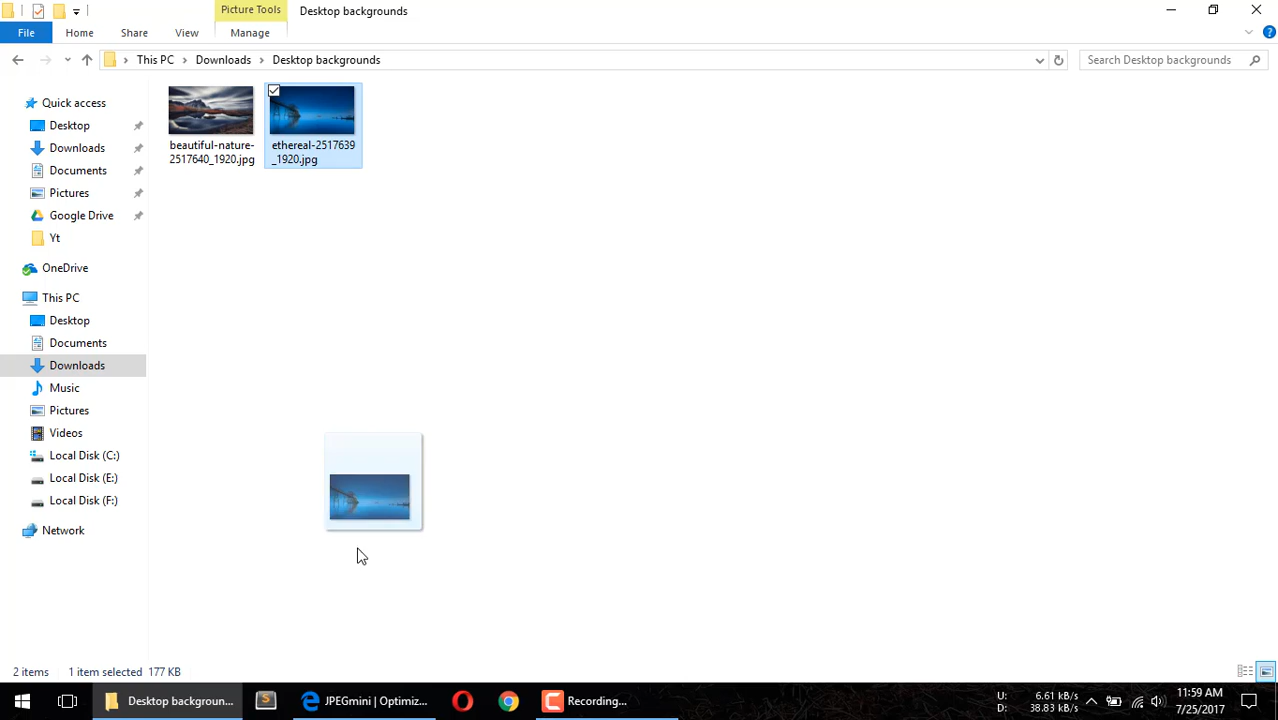 Picture Tools
Desktop backgrounds
File
Home
Share
View
Manage
This PC
Downloads
Desktop backgrounds
Search Desktop backgrounds
Quick access
Desktop
Downloads
Documents
Pictures
Google Drive
Yt
OneDrive
This PC
Desktop
Documents
Downloads
Music
Pictures
Videos
Local Disk (C:)
Local Disk (E:)
Local Disk (F:)
Network
beautiful-nature-
2517640_1920.jpg
ethereal-2517639
_1920.jpg
2 items
1 item selected 177 KB
Desktop backgroun...
JPEGmini | Optimiz...
Recording...
U: 6.61 kB/s
D: 38.83 kB/s
11:59 AM
7/25/2017